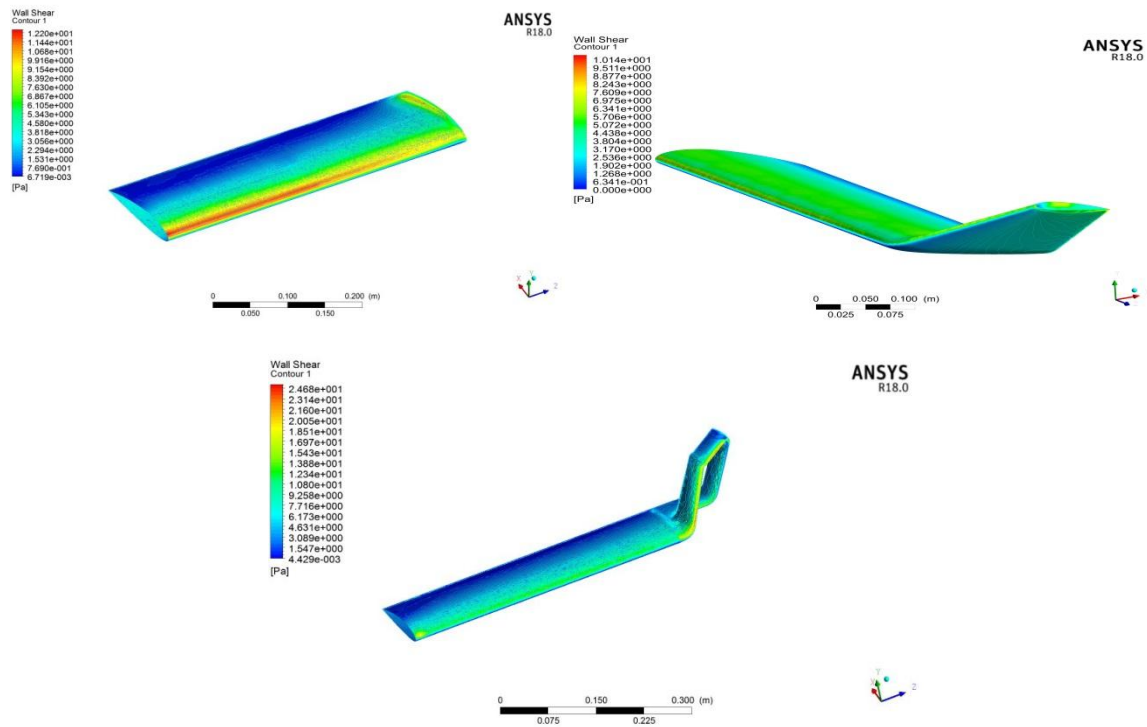 Wall Shear
Contour 1
1.220e+001
1.144e+001
1.068e+001
9.916e+000
9.154e+000
8.392e+000
7.630e+000
6.867e+000
6.105e+000
5.343e+000
4.580e+000
3.818e+000
3.056e+000
2.294e+000
1.531e+000
7.690e-001
6.719e-003
[Pa]
ANSYS
R18.0
0 0.100 0.200 (m)
0.050 0.150
X Y Z
Wall Shear
Contour 1
1.014e+001
9.511e+000
8.877e+000
8.243e+000
7.609e+000
6.975e+000
6.341e+000
5.706e+000
5.072e+000
4.438e+000
3.804e+000
3.170e+000
2.536e+000
1.902e+000
1.268e+000
6.341e-001
0.000e+000
[Pa]
ANSYS
R18.0
0 0.050 0.100 (m)
0.025 0.075
Wall Shear
Contour 1
2.468e+001
2.314e+001
2.160e+001
2.005e+001
1.851e+001
1.697e+001
1.543e+001
1.388e+001
1.234e+001
1.080e+001
9.258e+000
7.716e+000
6.173e+000
4.631e+000
3.089e+000
1.547e+000
4.429e-003
[Pa]
ANSYS
R18.0
0 0.150 0.300 (m)
0.075 0.225
Y
X Z